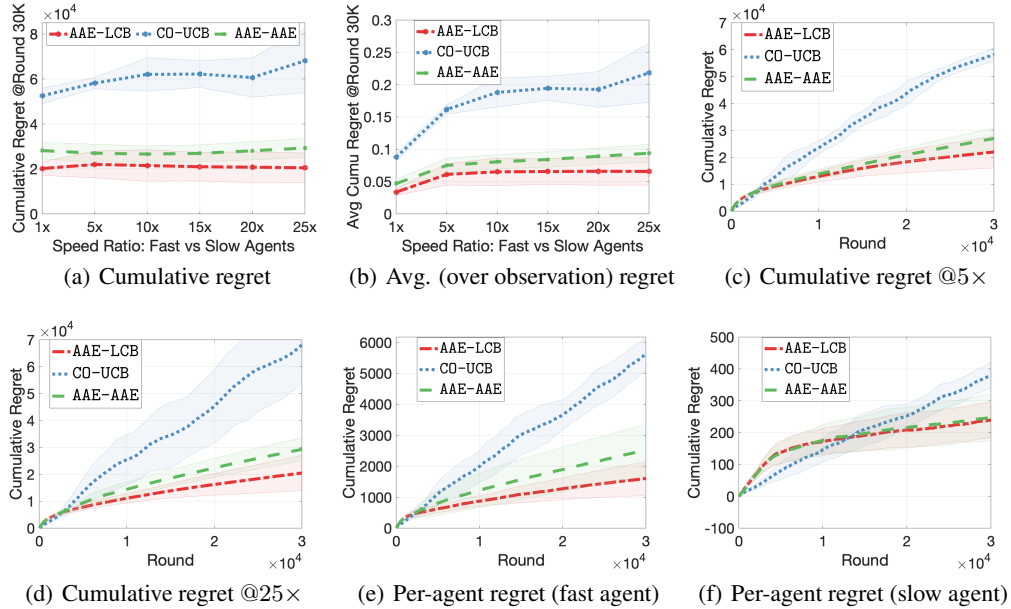 ×10⁴
Cumulative Regret @Round 30K
8
6
4
2
0
AAE-LCB
CO-UCB
AAE-AAE
1x
5x
10x
15x
20x
25x
Speed Ratio: Fast vs Slow Agents
(a) Cumulative regret
Avg Cumu Regret @Round 30K
0.3
0.25
0.2
0.15
0.1
0.05
0
AAE-LCB
CO-UCB
AAE-AAE
1x
5x
10x
15x
20x
25x
Speed Ratio: Fast vs Slow Agents
(b) Avg. (over observation) regret
×10⁴
Cumulative Regret
7
6
5
4
3
2
1
0
AAE-LCB
CO-UCB
AAE-AAE
0
1
2
3
Round
×10⁴
(c) Cumulative regret @5×
×10⁴
Cumulative Regret
7
6
5
4
3
2
1
0
AAE-LCB
CO-UCB
AAE-AAE
0
1
2
3
Round
×10⁴
(d) Cumulative regret @25×
Cumulative Regret
6000
5000
4000
3000
2000
1000
0
AAE-LCB
CO-UCB
AAE-AAE
0
1
2
3
Round
×10⁴
(e) Per-agent regret (fast agent)
Cumulative Regret
500
400
300
200
100
0
-100
AAE-LCB
CO-UCB
AAE-AAE
0
1
2
3
Round
×10⁴
(f) Per-agent regret (slow agent)